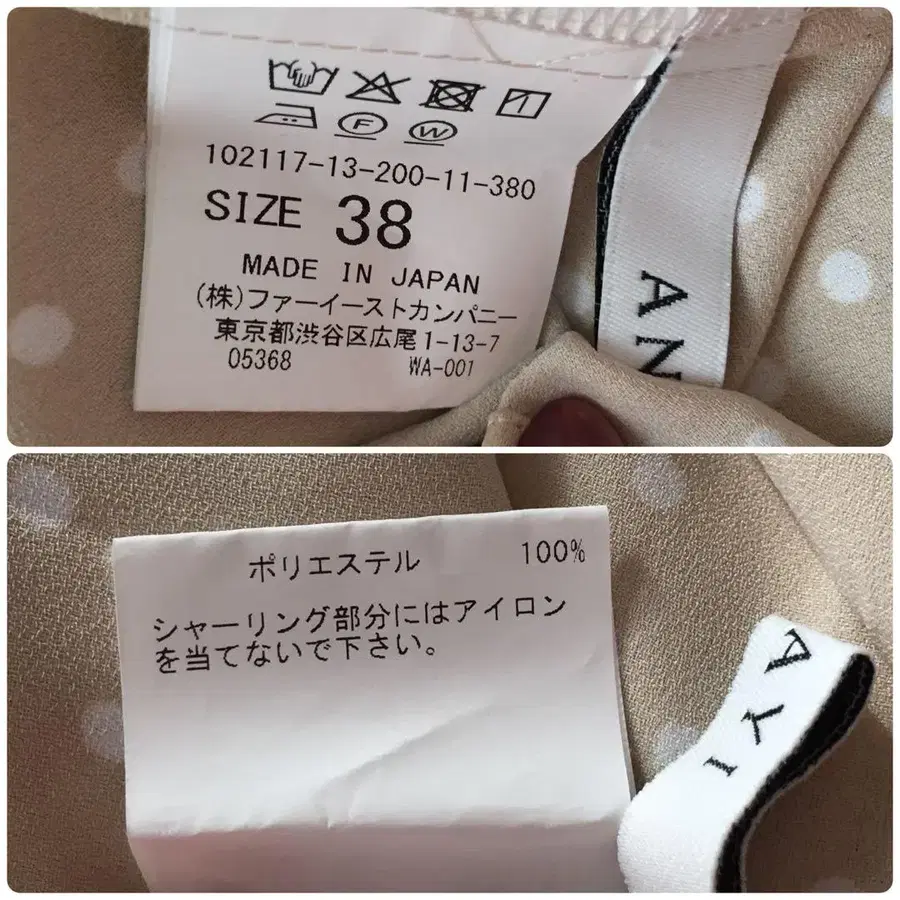 F W
102117-13-200-11-380
SIZE 38
MADE IN JAPAN
(株)ファーイーストカンパニー
東京都渋谷区広尾1-13-7
05368 WA-001
AN
ポリエステル 100%
シャーリング部分にはアイロン
を当てないで下さい。
AYI